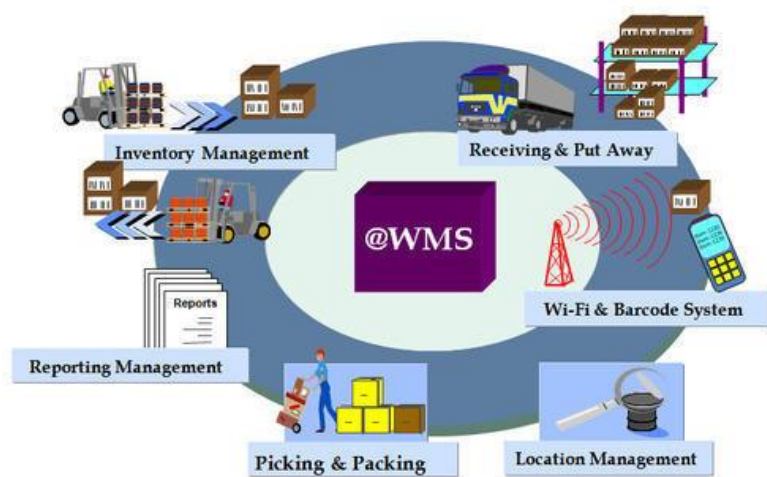 Inventory Management
Receiving & Put Away
@WMS
Reports
Wi-Fi & Barcode System
Reporting Management
Picking & Packing
Location Management